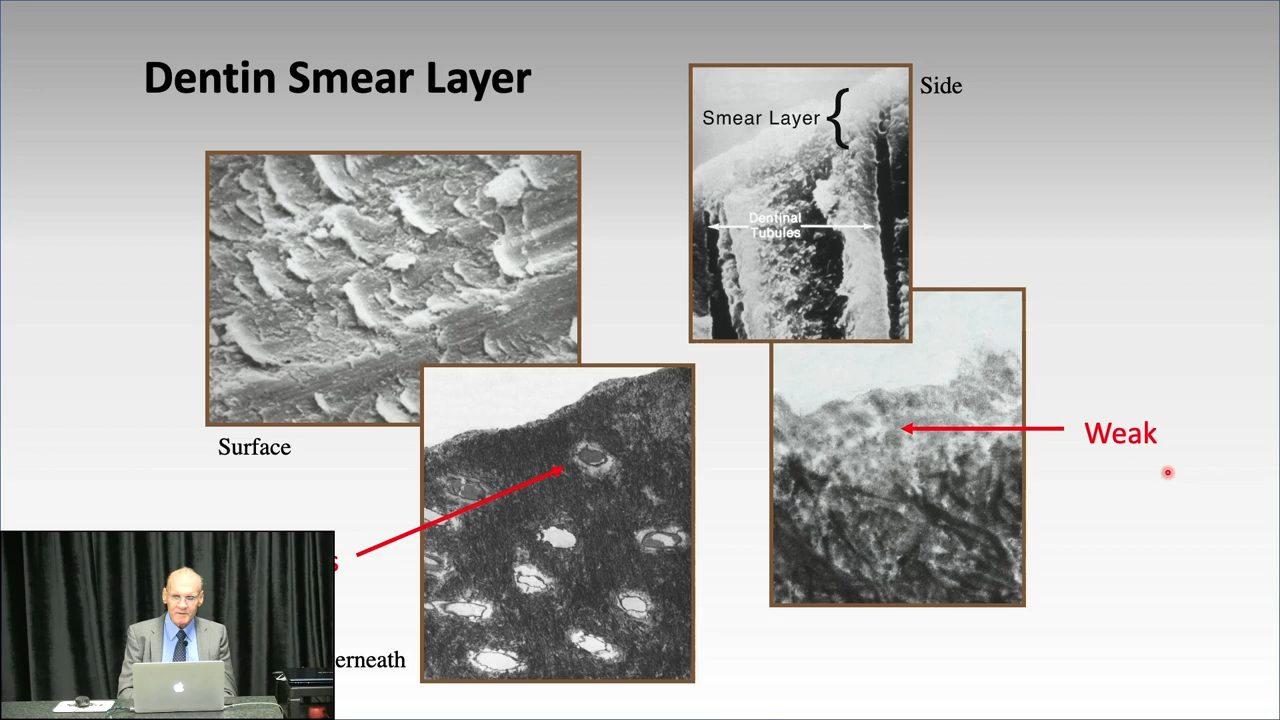 Dentin Smear Layer
Side
Smear Layer
Dentinal
Tubules
Surface
Weak
erneath